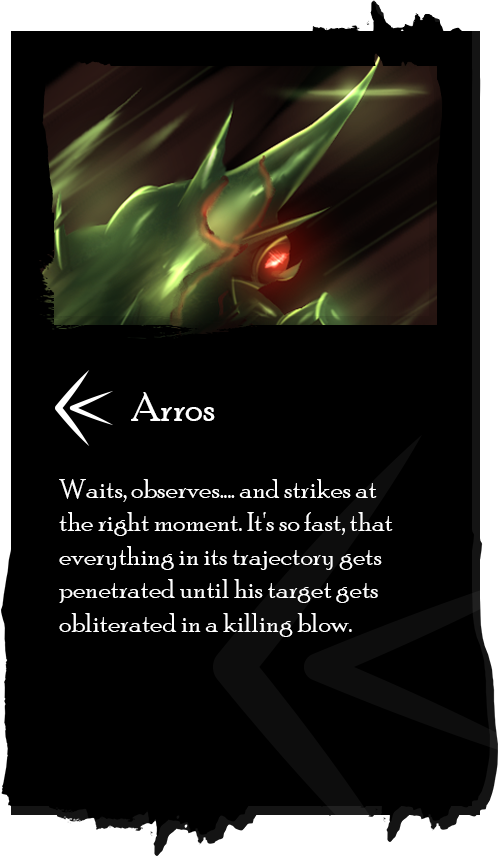 Arros
Waits, observes.... and strikes at
the right moment. It's so fast, that
everything in its trajectory gets
penetrated until his target gets
obliterated in a killing blow.